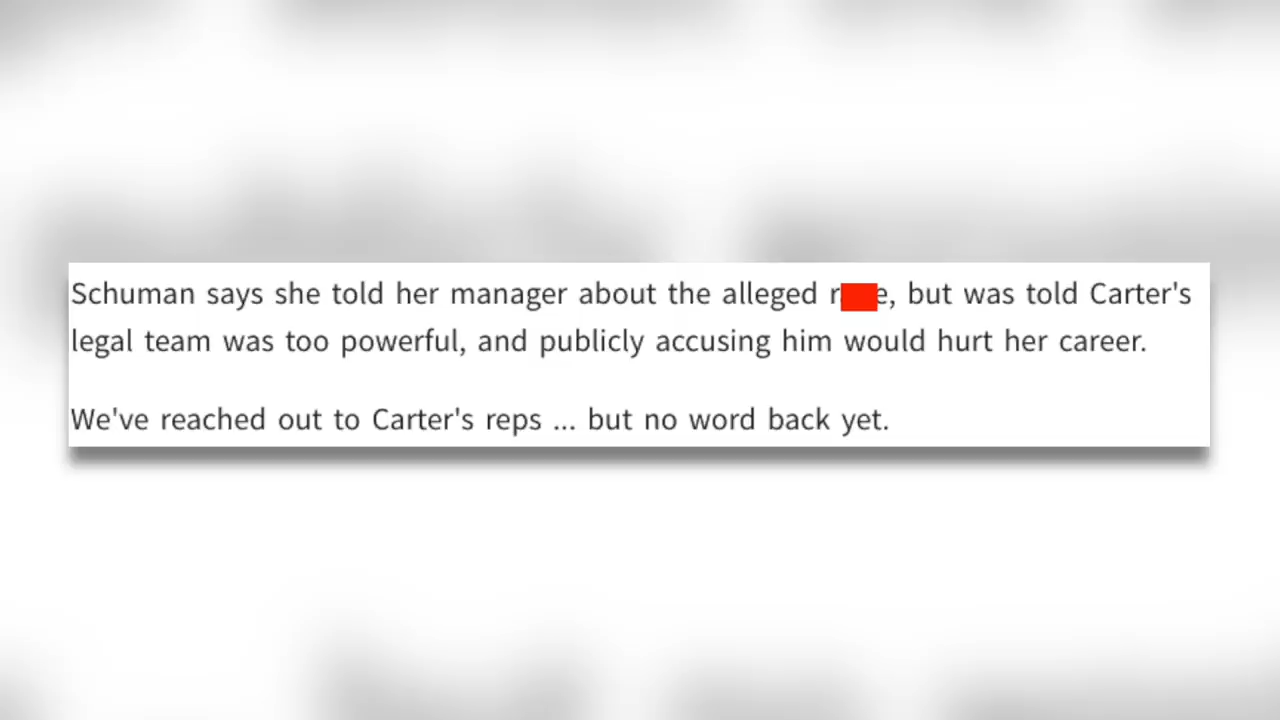 Schuman says she told her manager about the alleged r e, but was told Carter's
legal team was too powerful, and publicly accusing him would hurt her career.
We've reached out to Carter's reps ... but no word back yet.